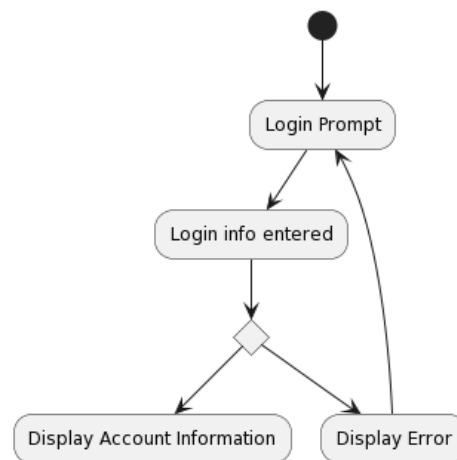 Login Prompt
Login info entered
Display Account Information
Display Error